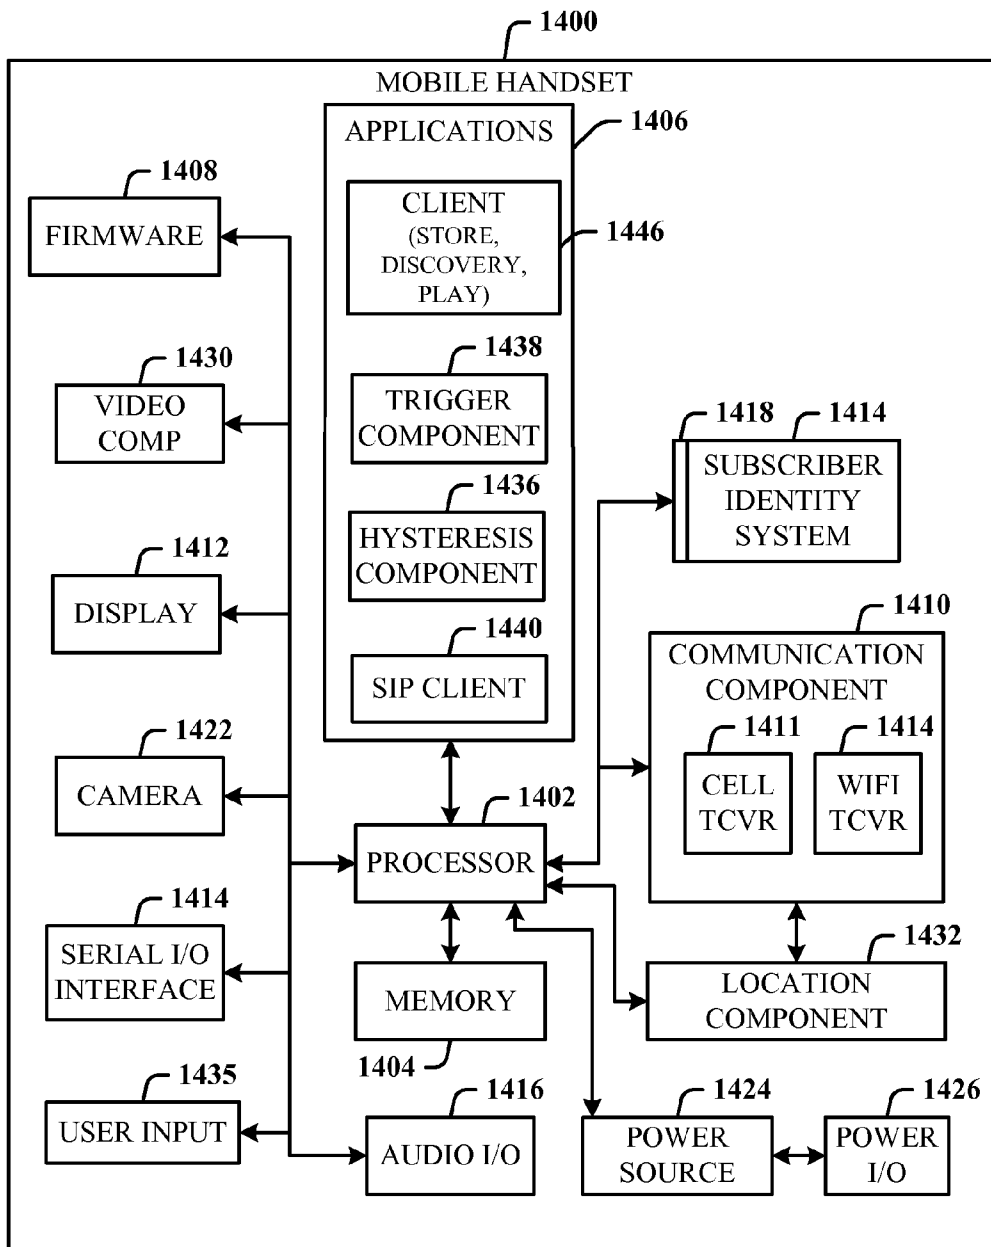 1400
MOBILE HANDSET
APPLICATIONS
1406
1408
FIRMWARE
CLIENT
(STORE,
DISCOVERY,
PLAY)
1446
1430
VIDEO
COMP
1438
TRIGGER
COMPONENT
1418
1414
SUBSCRIBER
IDENTITY
SYSTEM
1436
HYSTERESIS
COMPONENT
1412
DISPLAY
1440
SIP CLIENT
1410
COMMUNICATION
COMPONENT
1411
CELL
TCVR
1414
WIFI
TCVR
1422
CAMERA
1402
PROCESSOR
1414
SERIAL I/O
INTERFACE
MEMORY
1404
1432
LOCATION
COMPONENT
1435
USER INPUT
1416
AUDIO I/O
1424
POWER
SOURCE
1426
POWER
I/O